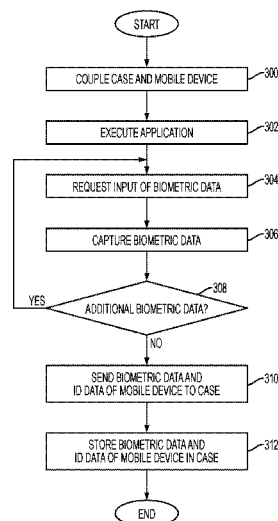 START
COUPLE CASE AND MOBILE DEVICE
300
EXECUTE APPLICATION
302
REQUEST INPUT OF BIOMETRIC DATA
304
CAPTURE BIOMETRIC DATA
306
308
ADDITIONAL BIOMETRIC DATA?
YES
NO
SEND BIOMETRIC DATA AND
ID DATA OF MOBILE DEVICE TO CASE
310
STORE BIOMETRIC DATA AND
ID DATA OF MOBILE DEVICE IN CASE
312
END